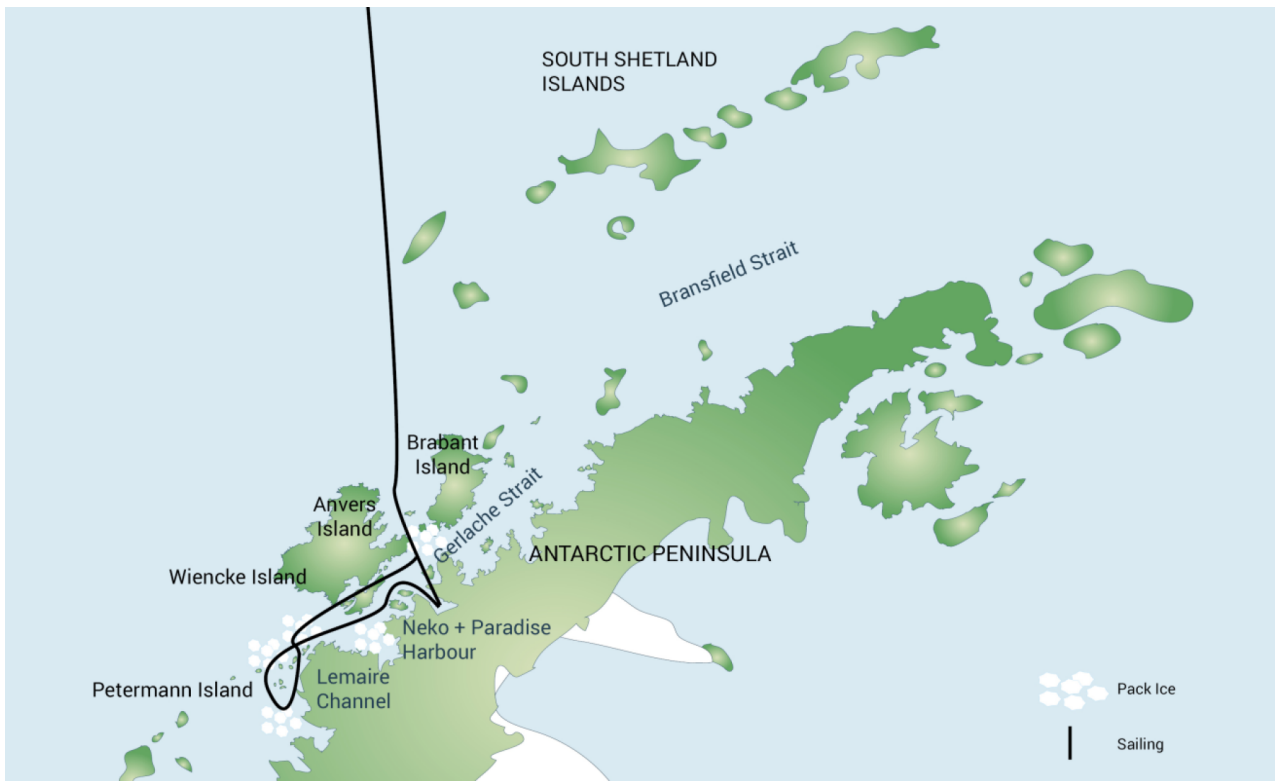 SOUTH SHETLAND
ISLANDS
Bransfield Strait
Brabant
Island
Anvers
Island
Gerlache Strait
ANTARCTIC PENINSULA
Wiencke Island
Neko + Paradise
Harbour
Lemaire
Channel
Petermann Island
Pack Ice
Sailing